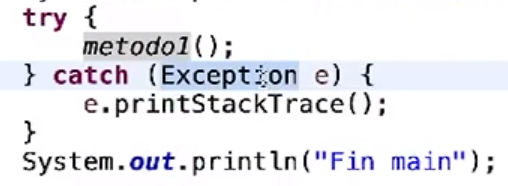 try {
metodo1();
} catch (Exception e) {
e.printStackTrace();
}
System.out.println("Fin main");